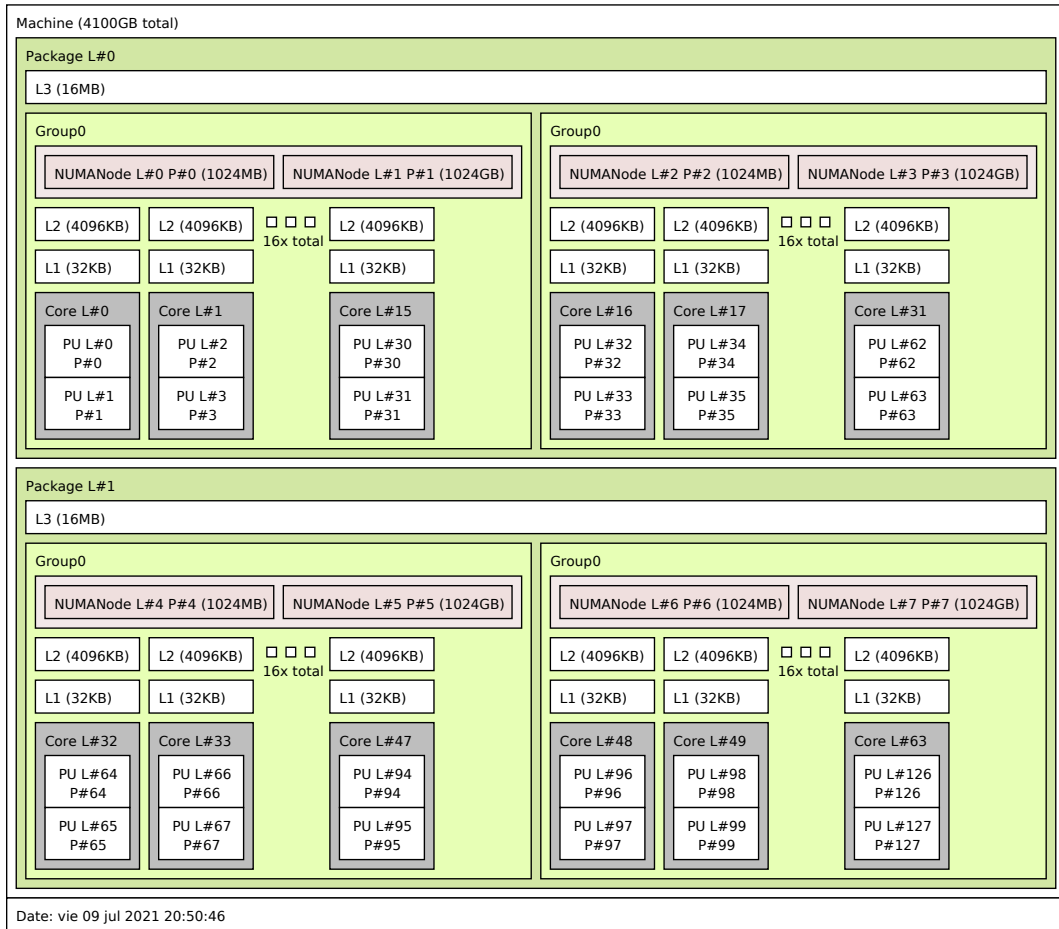 Machine (4100GB total)
Package L#0
L3 (16MB)
Group0
NUMANode L#0 P#0 (1024MB) NUMANode L#1 P#1 (1024GB)
L2 (4096KB) L2 (4096KB) 16x total L2 (4096KB)
L1 (32KB) L1 (32KB) L1 (32KB)
Core L#0 Core L#1 Core L#15
PU L#0 PU L#2 PU L#30
P#0 P#2 P#30
PU L#1 PU L#3 PU L#31
P#1 P#3 P#31
Group0
NUMANode L#2 P#2 (1024MB) NUMANode L#3 P#3 (1024GB)
L2 (4096KB) L2 (4096KB) 16x total L2 (4096KB)
L1 (32KB) L1 (32KB) L1 (32KB)
Core L#16 Core L#17 Core L#31
PU L#32 PU L#34 PU L#62
P#32 P#34 P#62
PU L#33 PU L#35 PU L#63
P#33 P#35 P#63
Package L#1
L3 (16MB)
Group0
NUMANode L#4 P#4 (1024MB) NUMANode L#5 P#5 (1024GB)
L2 (4096KB) L2 (4096KB) 16x total L2 (4096KB)
L1 (32KB) L1 (32KB) L1 (32KB)
Core L#32 Core L#33 Core L#47
PU L#64 PU L#66 PU L#94
P#64 P#66 P#94
PU L#65 PU L#67 PU L#95
P#65 P#67 P#95
Group0
NUMANode L#6 P#6 (1024MB) NUMANode L#7 P#7 (1024GB)
L2 (4096KB) L2 (4096KB) 16x total L2 (4096KB)
L1 (32KB) L1 (32KB) L1 (32KB)
Core L#48 Core L#49 Core L#63
PU L#96 PU L#98 PU L#126
P#96 P#98 P#126
PU L#97 PU L#99 PU L#127
P#97 P#99 P#127
Date: vie 09 jul 2021 20:50:46